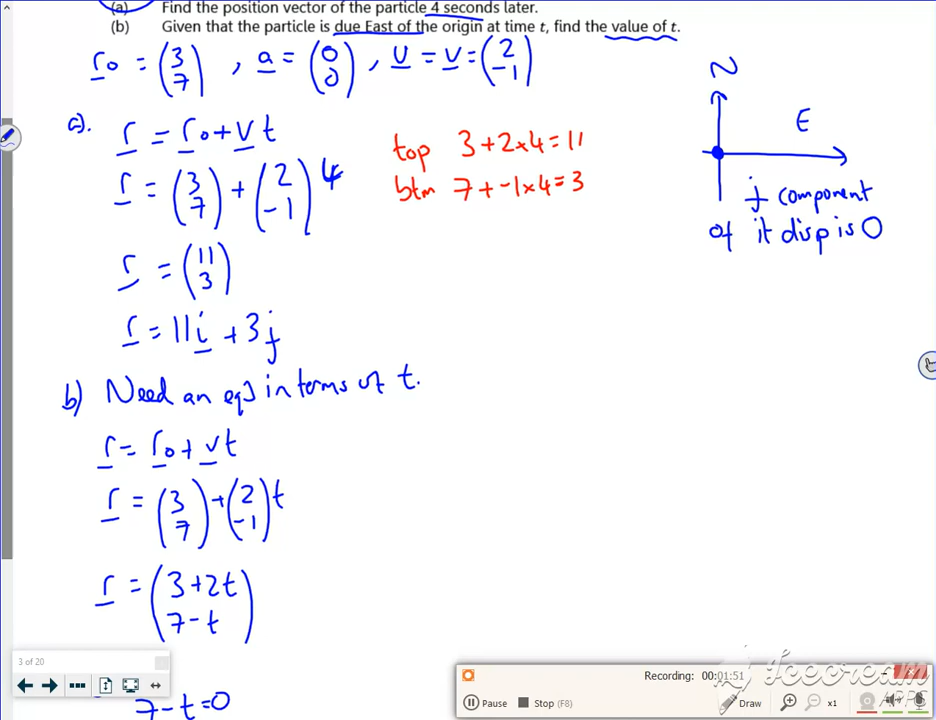 (a) Find the position vector of the particle 4 seconds later.
(b) Given that the particle is due East of the origin at time t, find the value of t.
r₀ = (3 7) , a = (0 0) , u = v = (2 -1)
N
E
a). r = r₀ + v t
top 3+2×4=11
r = (3 7) + (2 -1) 4
btm 7+-1×4=3
j component
of it disp is 0
r = (11 3)
r = 11i + 3j
b) Need an eqn in terms of t.
r = r₀ + vt
r = (3 7) + (2 -1) t
r = (3+2t 7-t)
3 of 20
7-t=0
Recording: 00:01:51
Pause Stop (F8)
Draw x1
Icecream
APPS